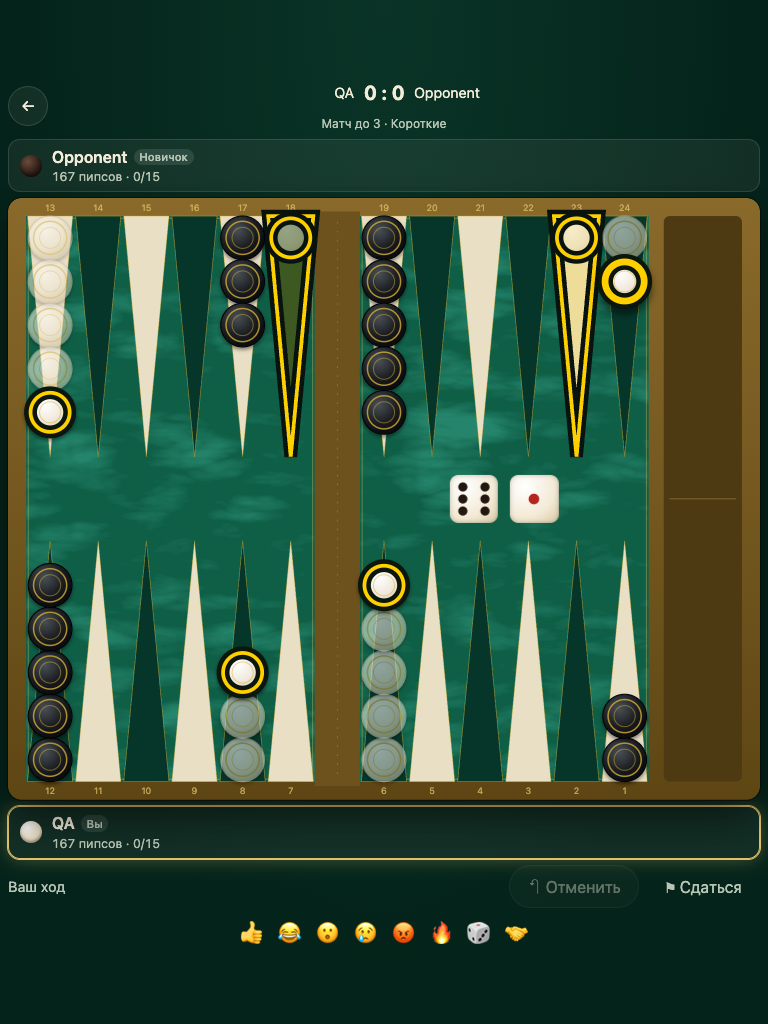 QA 0 : 0 Opponent
Матч до 3 · Короткие
Opponent Новичок
167 пипсов · 0/15
13 14 15 16 17 18 19 20 21 22 23 24
12 11 10 9 8 7 6 5 4 3 2 1
QA Вы
167 пипсов · 0/15
Ваш ход
Отменить
Сдаться